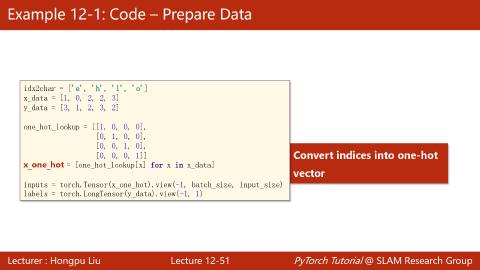 Example 12-1: Code – Prepare Data
idx2char = ['e', 'h', 'l', 'o']
x_data = [1, 0, 2, 2, 3]
y_data = [3, 1, 2, 3, 2]
one_hot_lookup = [[1, 0, 0, 0],
[0, 1, 0, 0],
[0, 0, 1, 0],
[0, 0, 0, 1]]
x_one_hot = [one_hot_lookup[x] for x in x_data]
inputs = torch.Tensor(x_one_hot).view(-1, batch_size, input_size)
labels = torch.LongTensor(y_data).view(-1, 1)
Convert indices into one-hot
vector
Lecturer : Hongpu Liu
Lecture 12-51
PyTorch Tutorial @ SLAM Research Group